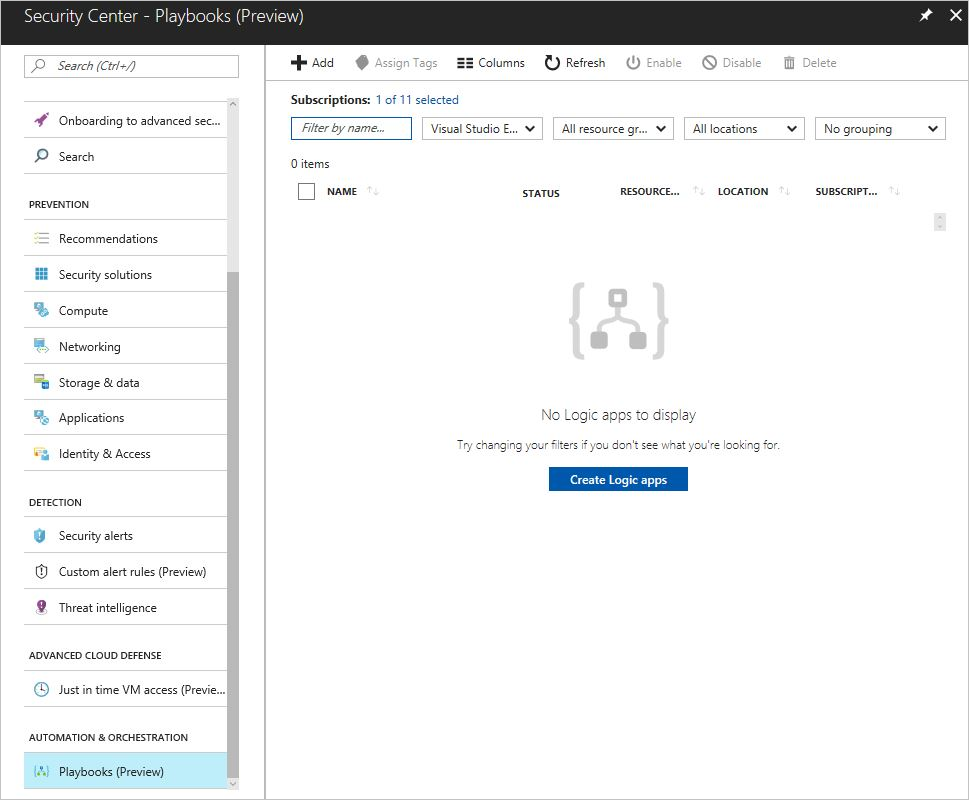 Security Center - Playbooks (Preview)
Search (Ctrl+/)
Onboarding to advanced sec...
Search
PREVENTION
Recommendations
Security solutions
Compute
Networking
Storage & data
Applications
Identity & Access
DETECTION
Security alerts
Custom alert rules (Preview)
Threat intelligence
ADVANCED CLOUD DEFENSE
Just in time VM access (Previe...
AUTOMATION & ORCHESTRATION
Playbooks (Preview)
Add Assign Tags Columns Refresh Enable Disable Delete
Subscriptions: 1 of 11 selected
Filter by name... Visual Studio E... All resource gr... All locations No grouping
0 items
NAME STATUS RESOURCE... LOCATION SUBSCRIPT...
No Logic apps to display
Try changing your filters if you don't see what you're looking for.
Create Logic apps